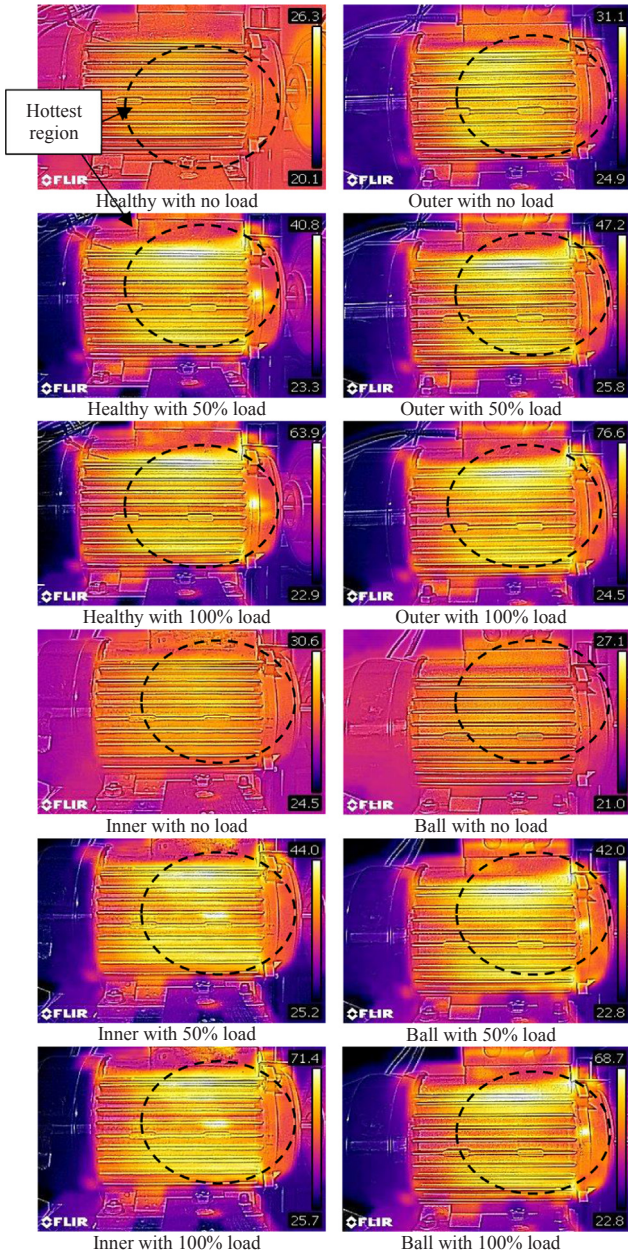 26.3
31.1
Hottest
region
FLIR
20.1
FLIR
24.9
Healthy with no load
Outer with no load
40.8
47.2
FLIR
23.3
FLIR
25.8
Healthy with 50% load
Outer with 50% load
63.9
76.6
FLIR
22.9
FLIR
24.5
Healthy with 100% load
Outer with 100% load
30.6
27.1
FLIR
24.5
FLIR
21.0
Inner with no load
Ball with no load
44.0
42.0
FLIR
25.2
FLIR
22.8
Inner with 50% load
Ball with 50% load
71.4
68.7
FLIR
25.7
FLIR
22.8
Inner with 100% load
Ball with 100% load